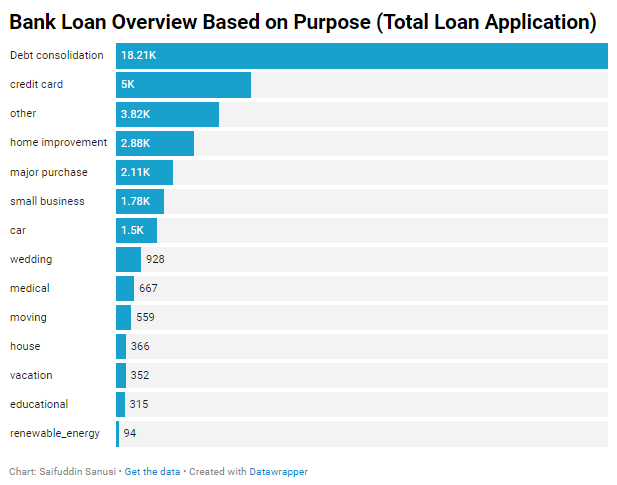 Bank Loan Overview Based on Purpose (Total Loan Application)
Debt consolidation 18.21K
credit card 5K
other 3.82K
home improvement 2.88K
major purchase 2.11K
small business 1.78K
car 1.5K
wedding 928
medical 667
moving 559
house 366
vacation 352
educational 315
renewable_energy 94
Chart: Saifuddin Sanusi • Get the data • Created with Datawrapper